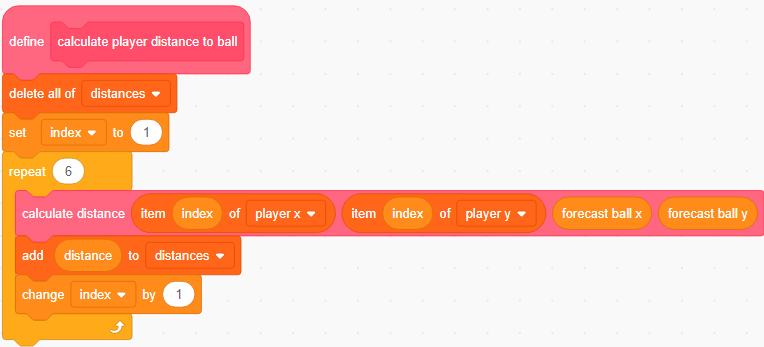 define calculate player distance to ball
delete all of distances
set index to 1
repeat 6
calculate distance item index of player x item index of player y forecast ball x forecast ball y
add distance to distances
change index by 1